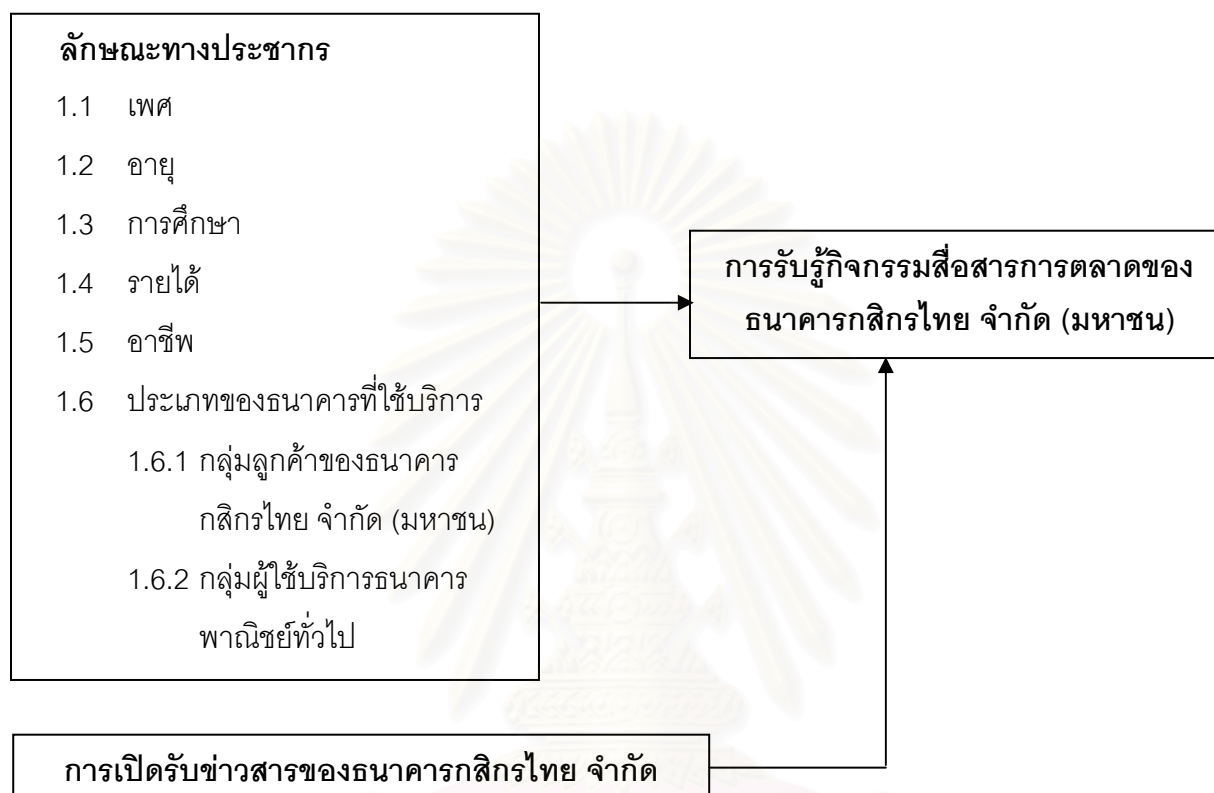 ลักษณะทางประชากร
1.1 เพศ
1.2 อายุ
1.3 การศึกษา
1.4 รายได้
1.5 อาชีพ
1.6 ประเภทของธนาคารที่ใช้บริการ
1.6.1 กลุ่มลูกค้าของธนาคาร
กสิกรไทย จำกัด (มหาชน)
1.6.2 กลุ่มผู้ใช้บริการธนาคาร
พาณิชย์ทั่วไป
การรับรู้กิจกรรมสื่อสารการตลาดของ
ธนาคารกสิกรไทย จำกัด (มหาชน)
การเปิดรับข่าวสารของธนาคารกสิกรไทย จำกัด